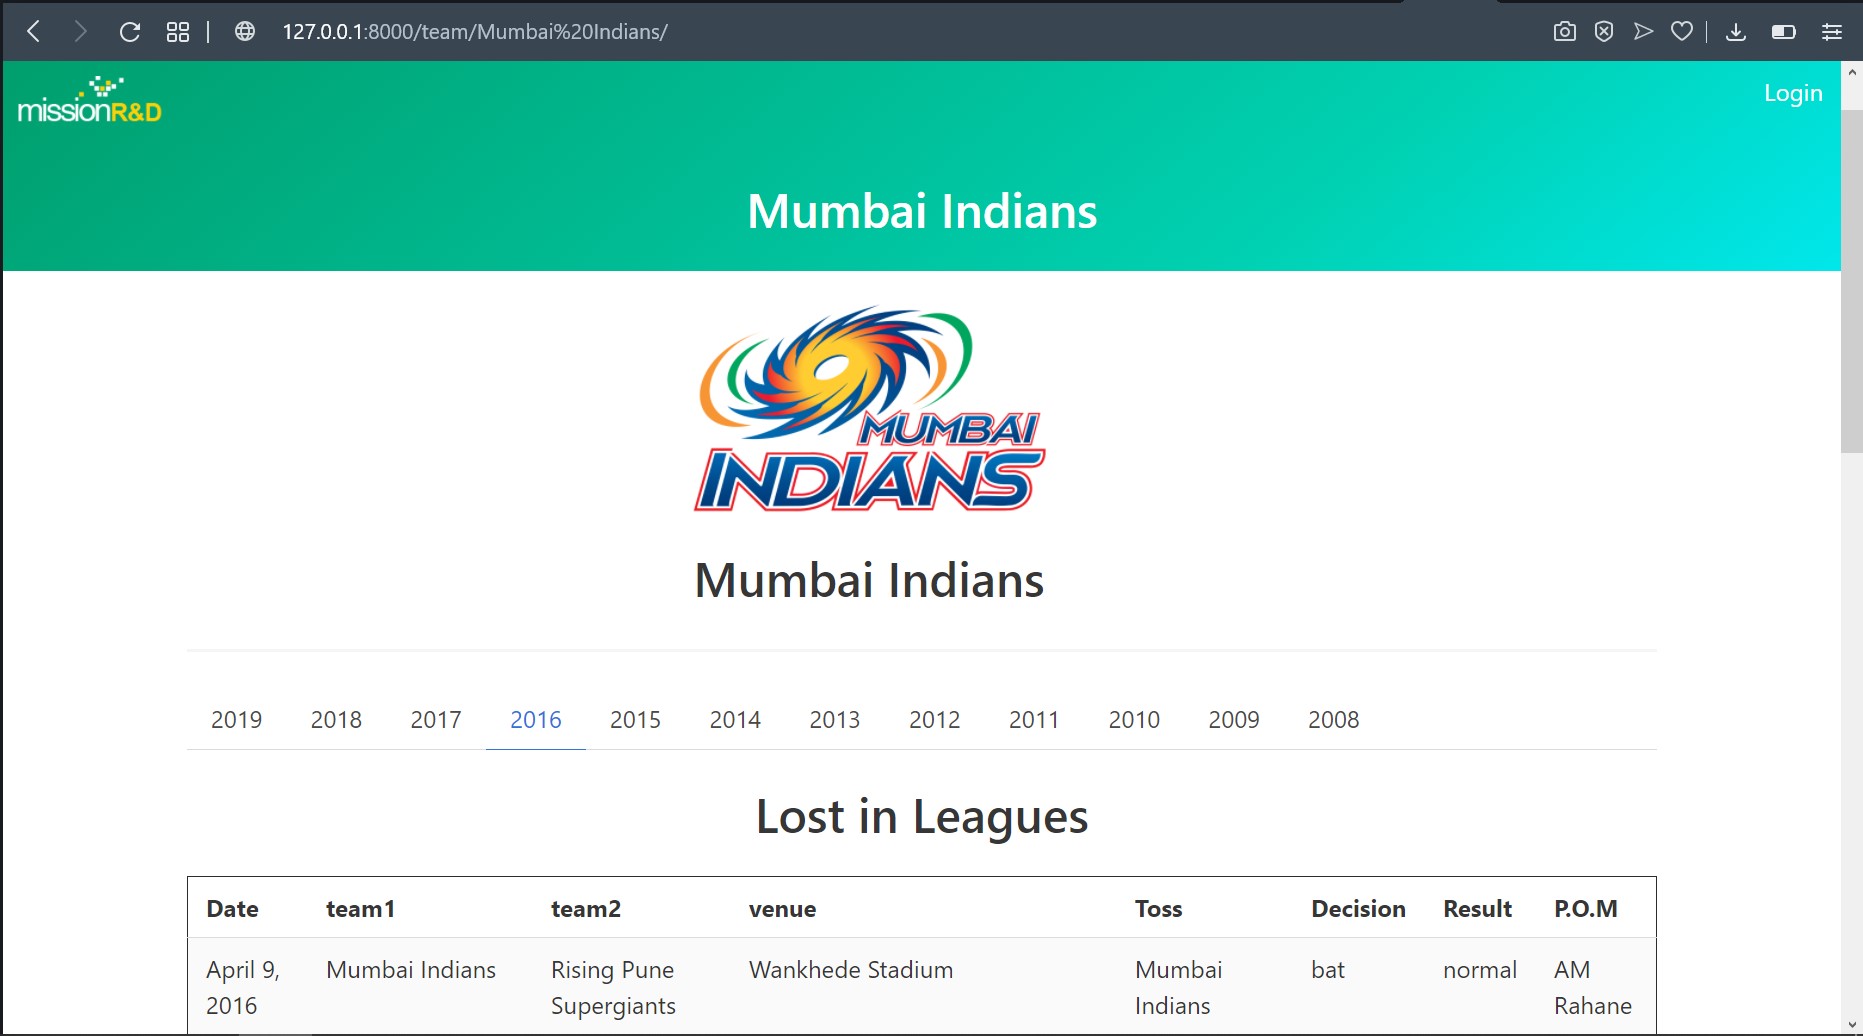 127.0.0.1:8000/team/Mumbai%20Indians/
missionR&D
Login
Mumbai Indians
MUMBAI
INDIANS
Mumbai Indians
2019 2018 2017 2016 2015 2014 2013 2012 2011 2010 2009 2008
Lost in Leagues
Date team1 team2 venue Toss Decision Result P.O.M
April 9, Mumbai Indians Rising Pune Wankhede Stadium Mumbai bat normal AM
2016 Supergiants Indians Rahane